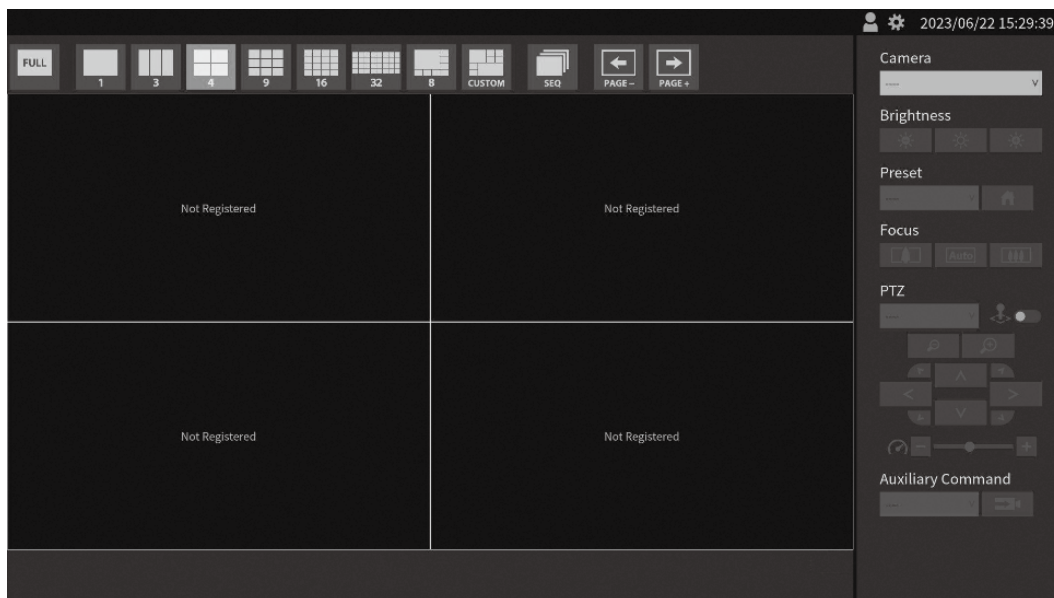 2023/06/22 15:29:39
FULL
1
3
4
9
16
32
8
CUSTOM
SEQ
PAGE−
PAGE+
Not Registered
Not Registered
Not Registered
Not Registered
Camera
----
Brightness
Preset
----
Focus
Auto
PTZ
----
Auxiliary Command
----